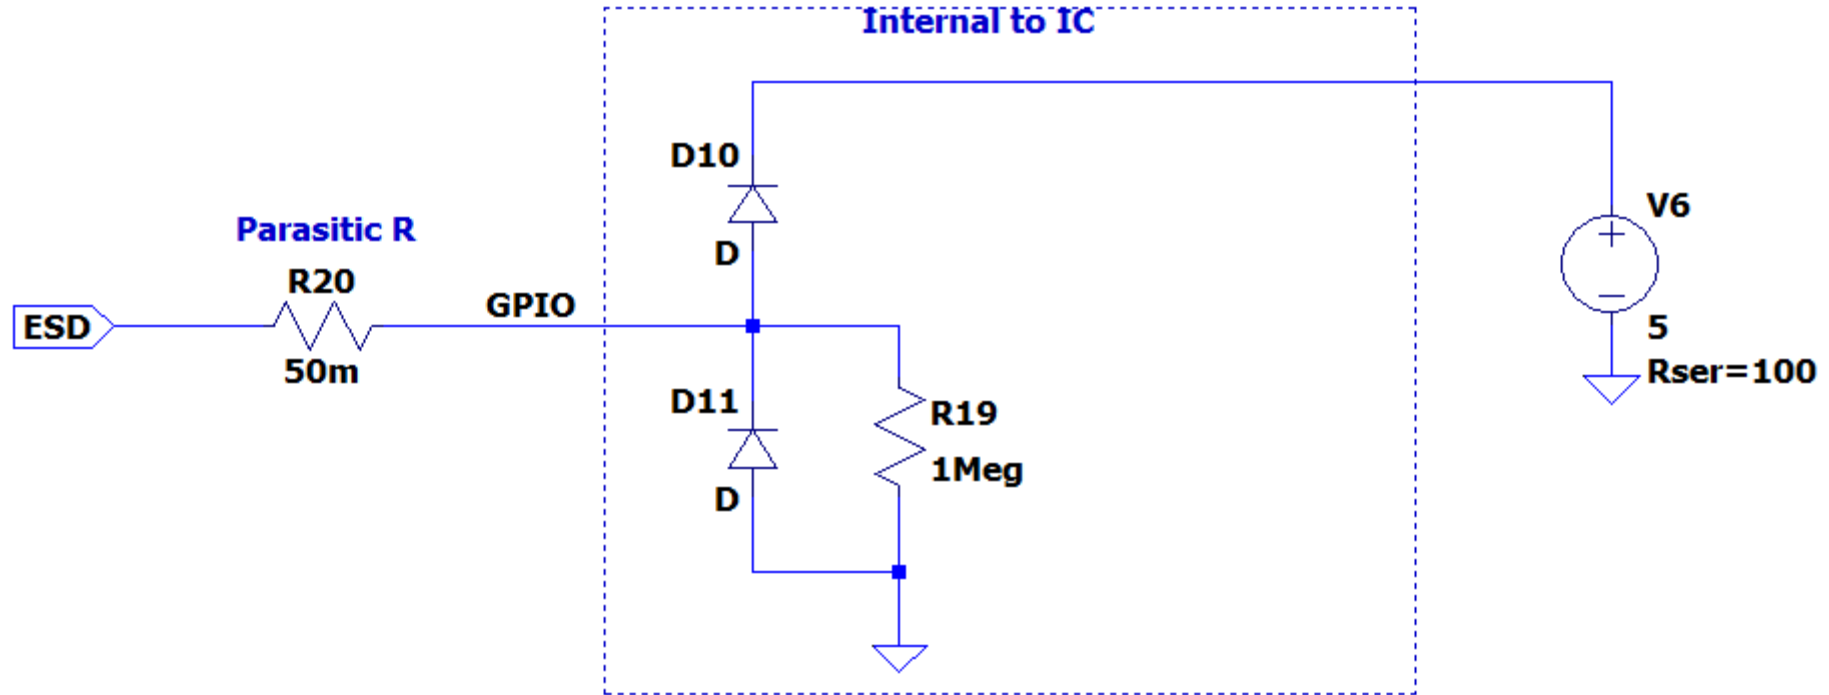 Internal to IC
D10
D
Parasitic R
R20
50m
ESD
GPIO
D11
D
R19
1Meg
V6
5
Rser=100